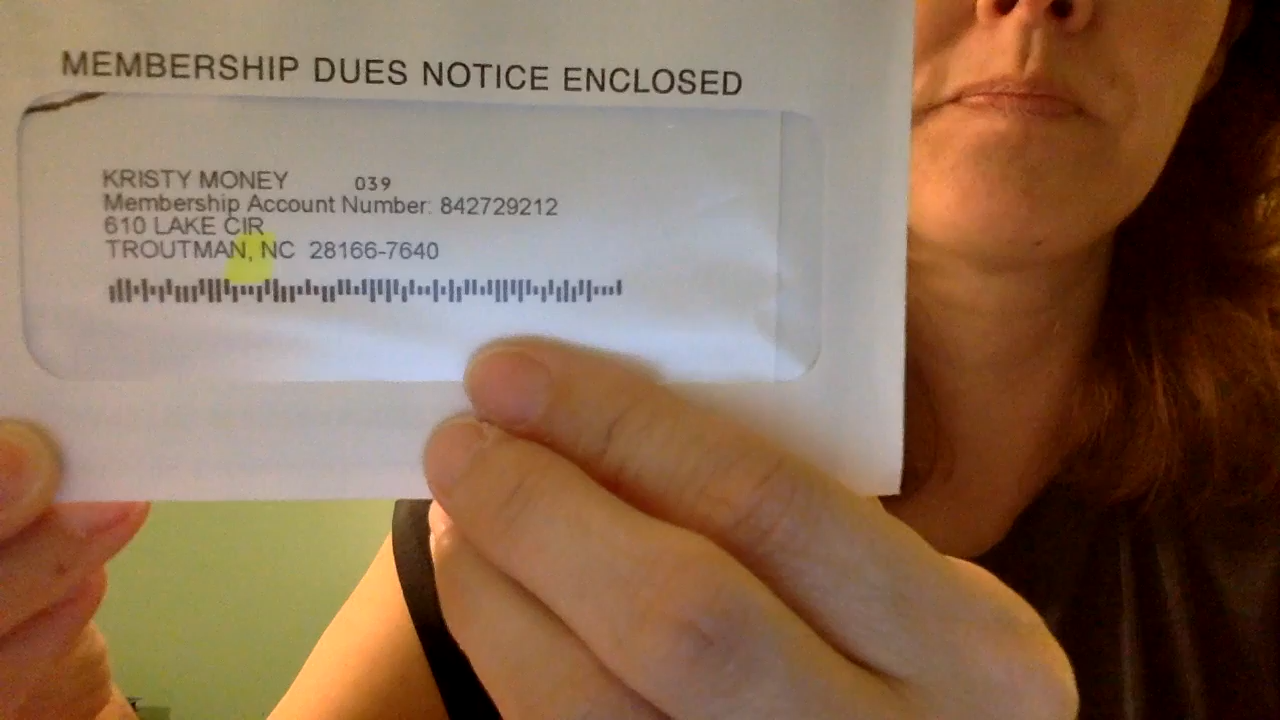 MEMBERSHIP DUES NOTICE ENCLOSED
KRISTY MONEY 039
Membership Account Number: 842729212
610 LAKE CIR
TROUTMAN, NC 28166-7640